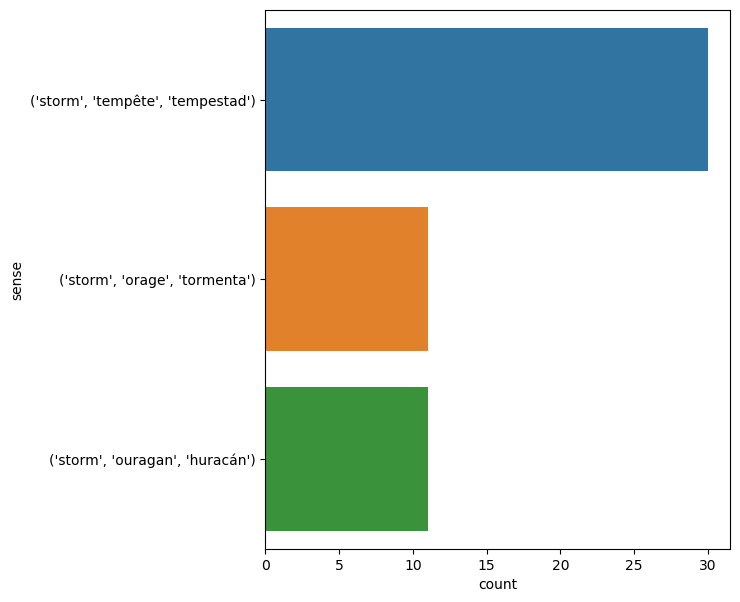 ('storm', 'tempête', 'tempestad')
('storm', 'orage', 'tormenta')
('storm', 'ouragan', 'huracán')
sense
0 5 10 15 20 25 30
count